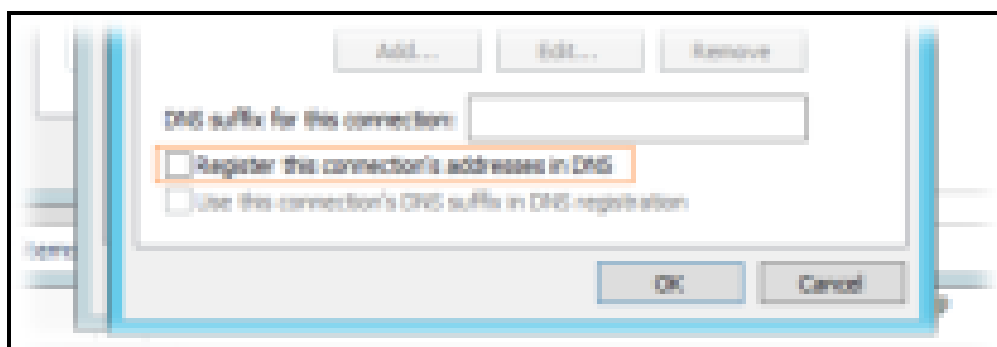 Add... Edit... Remove
DNS suffix for this connection:
Register this connection's addresses in DNS
Use this connection's DNS suffix in DNS registration
OK Cancel